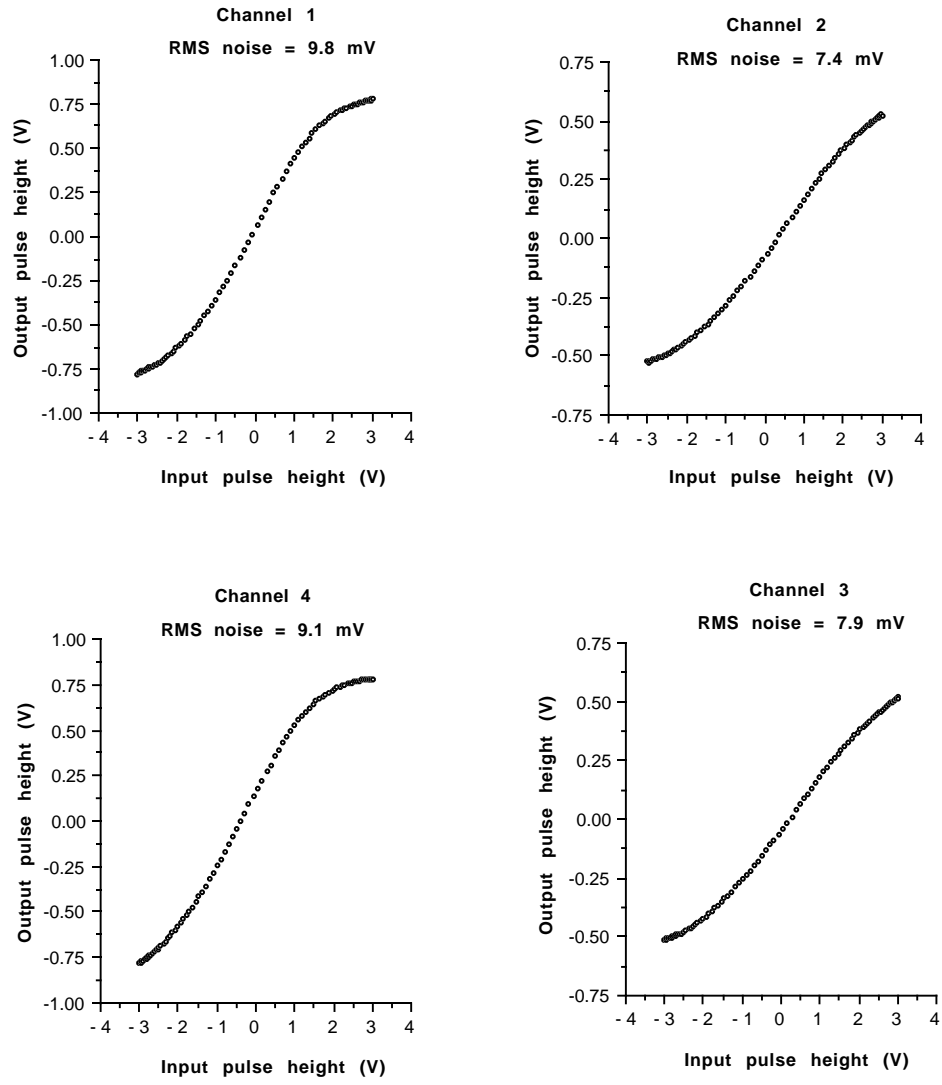 Channel 1
RMS noise = 9.8 mV
1.00
0.75
0.50
0.25
0.00
-0.25
-0.50
-0.75
-1.00
Output pulse height (V)
- 4 - 3 - 2 - 1 0 1 2 3 4
Input pulse height (V)
Channel 2
RMS noise = 7.4 mV
0.75
0.50
0.25
0.00
-0.25
-0.50
-0.75
Output pulse height (V)
- 4 - 3 - 2 - 1 0 1 2 3 4
Input pulse height (V)
Channel 4
RMS noise = 9.1 mV
1.00
0.75
0.50
0.25
0.00
-0.25
-0.50
-0.75
-1.00
Output pulse height (V)
- 4 - 3 - 2 - 1 0 1 2 3 4
Input pulse height (V)
Channel 3
RMS noise = 7.9 mV
0.75
0.50
0.25
0.00
-0.25
-0.50
-0.75
Output pulse height (V)
- 4 - 3 - 2 - 1 0 1 2 3 4
Input pulse height (V)